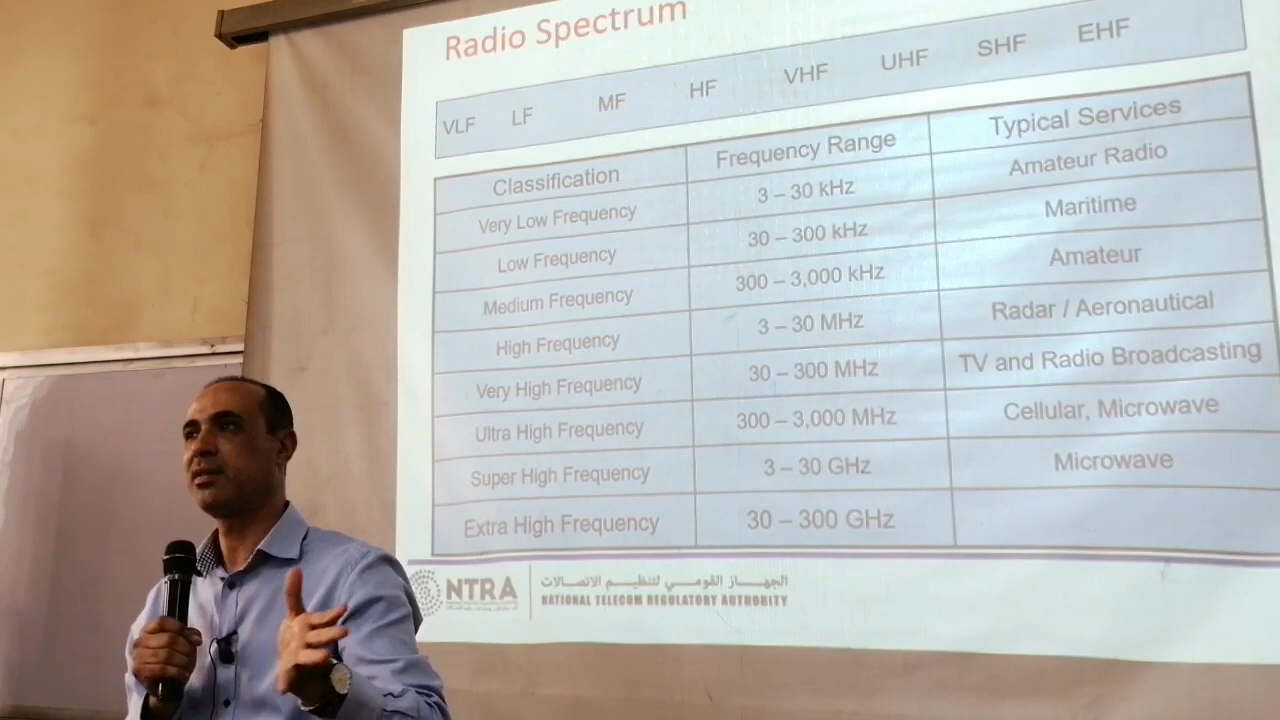 Radio Spectrum
VLF LF MF HF VHF UHF SHF EHF
Classification Frequency Range Typical Services
Very Low Frequency 3 – 30 kHz Amateur Radio
Low Frequency 30 – 300 kHz Maritime
Medium Frequency 300 – 3,000 kHz Amateur
High Frequency 3 – 30 MHz Radar / Aeronautical
Very High Frequency 30 – 300 MHz TV and Radio Broadcasting
Ultra High Frequency 300 – 3,000 MHz Cellular, Microwave
Super High Frequency 3 – 30 GHz Microwave
Extra High Frequency 30 – 300 GHz
NTRA
الجهاز القومي لتنظيم الاتصالات
NATIONAL TELECOM REGULATORY AUTHORITY